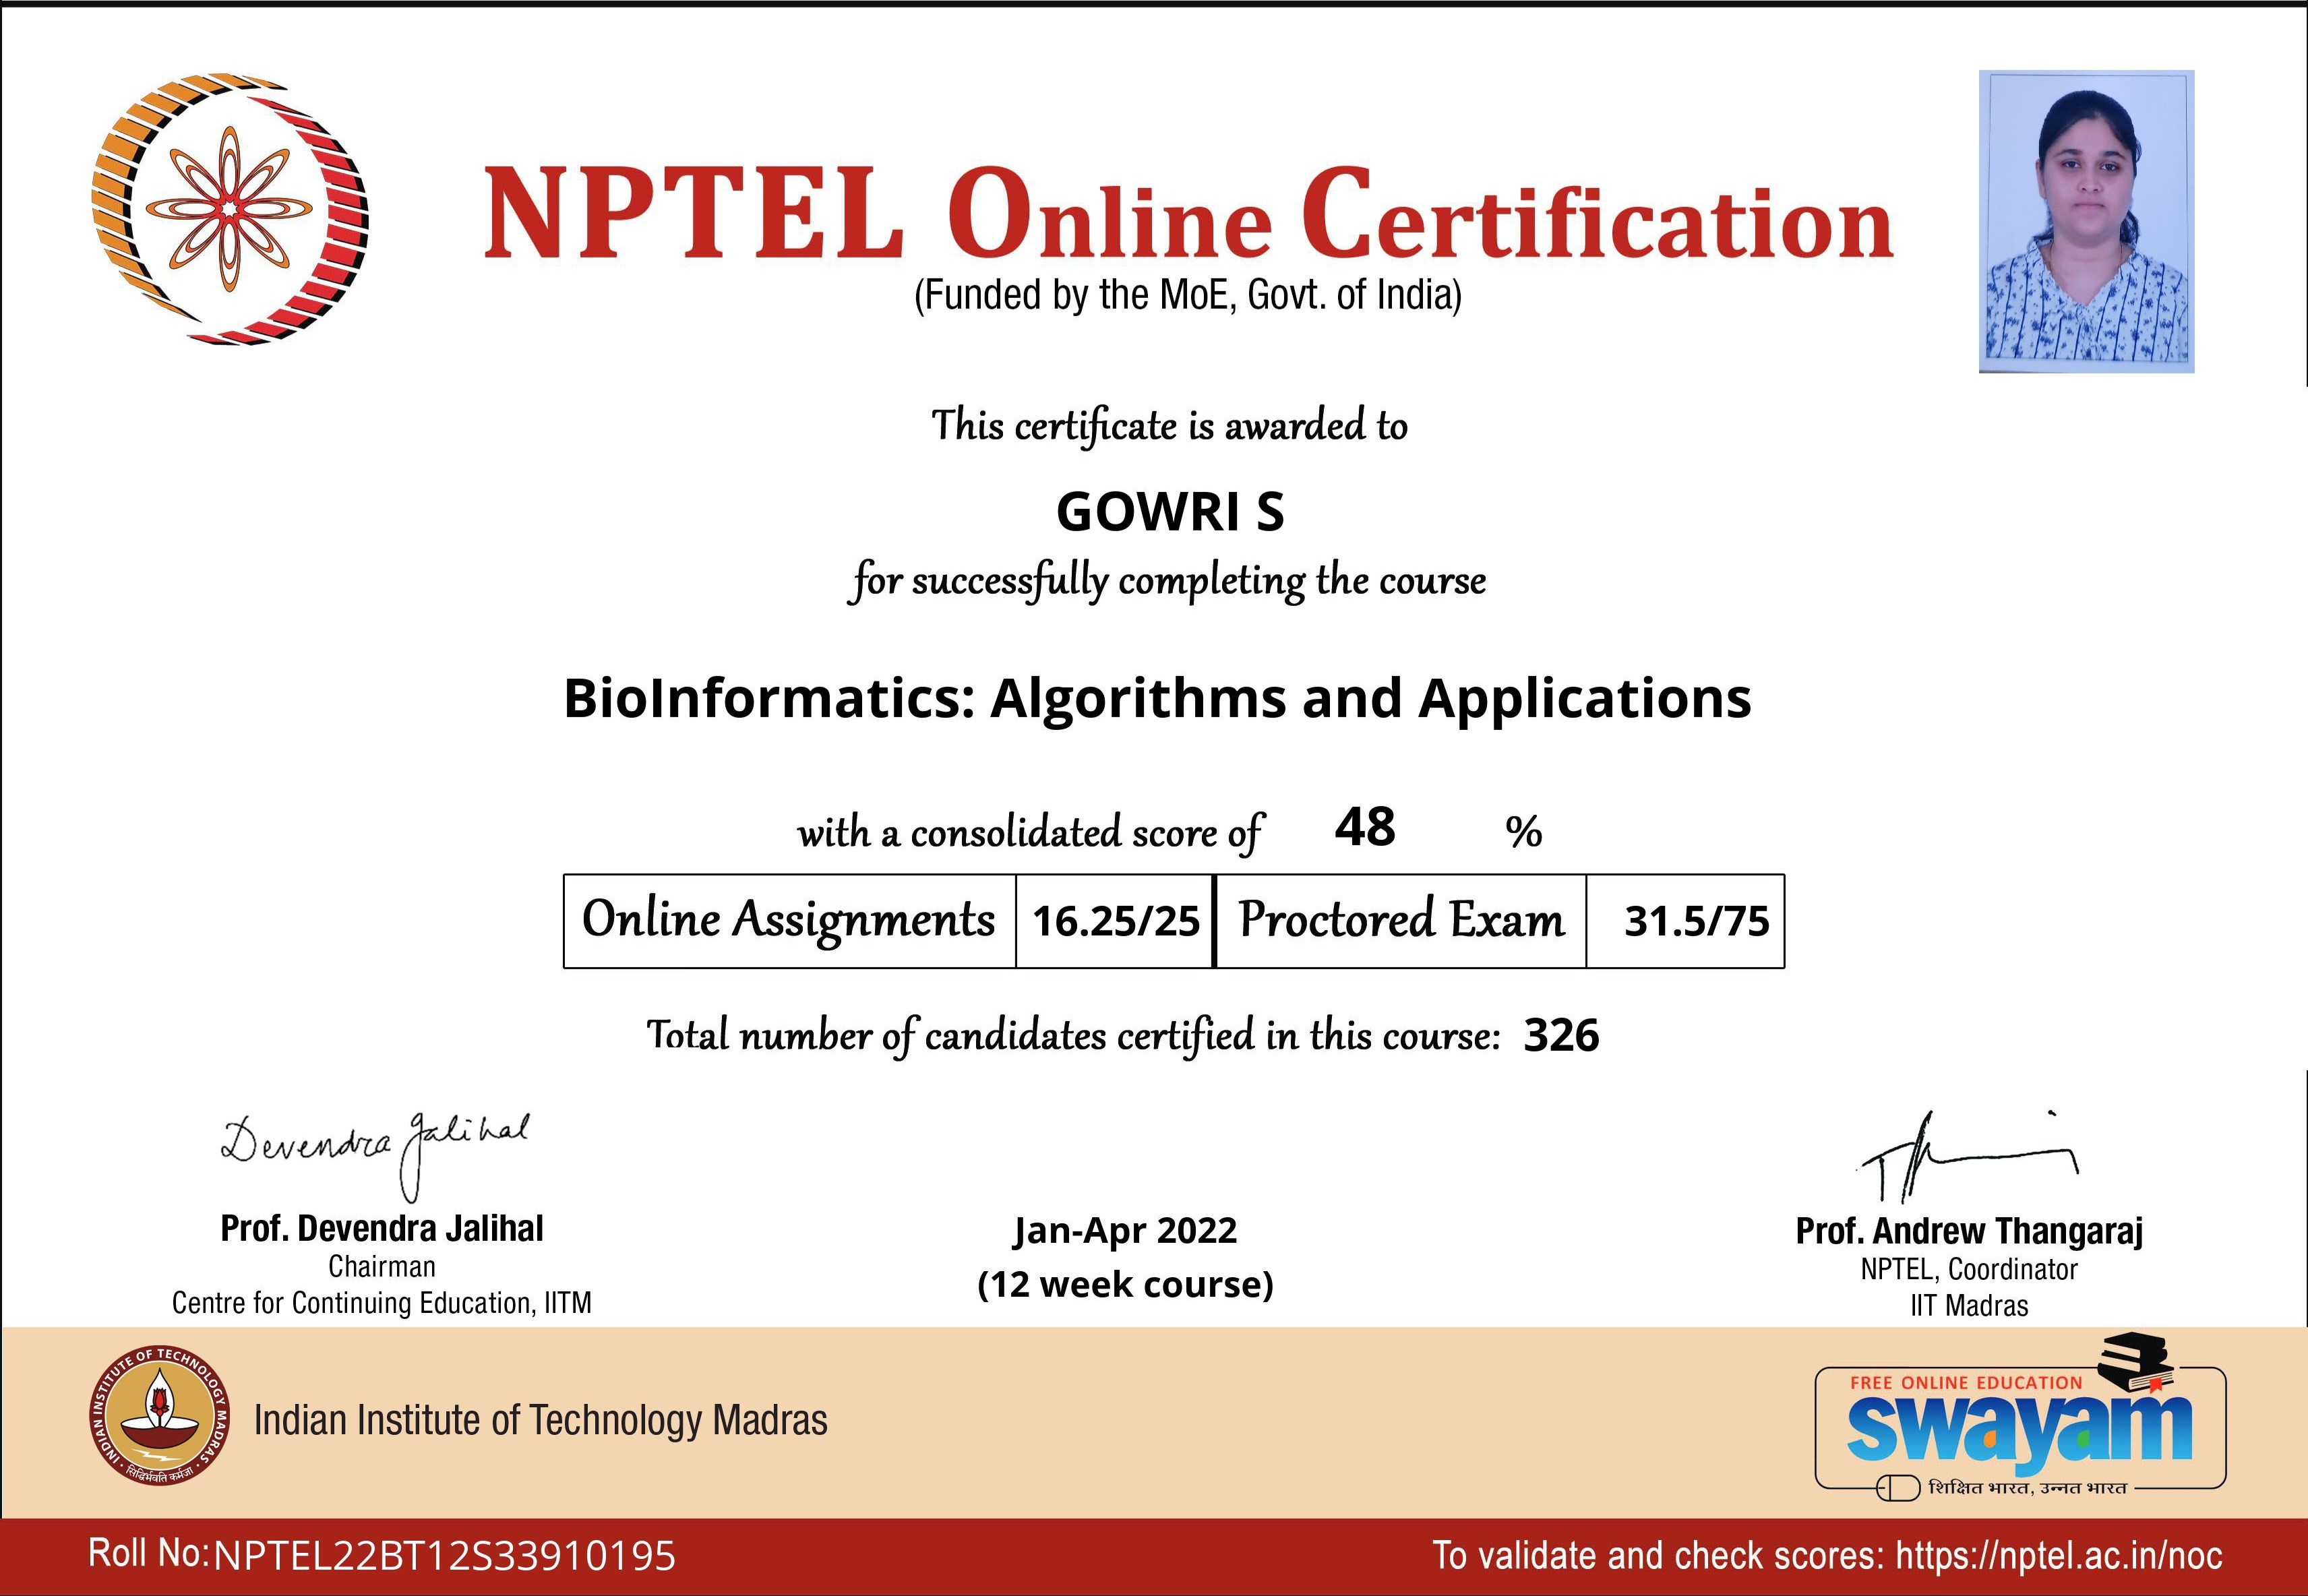 NPTEL Online Certification
(Funded by the MoE, Govt. of India)
This certificate is awarded to
GOWRI S
for successfully completing the course
BioInformatics: Algorithms and Applications
with a consolidated score of 48 %
Online Assignments 16.25/25 Proctored Exam 31.5/75
Total number of candidates certified in this course: 326
Devendra Jalihal
Prof. Devendra Jalihal
Chairman
Centre for Continuing Education, IITM
Jan-Apr 2022
(12 week course)
Prof. Andrew Thangaraj
NPTEL, Coordinator
IIT Madras
INDIAN INSTITUTE OF TECHNOLOGY MADRAS
सिद्धिर्भवति कर्मजा
Indian Institute of Technology Madras
FREE ONLINE EDUCATION
swayam
शिक्षित भारत, उन्नत भारत
Roll No:NPTEL22BT12S33910195
To validate and check scores: https://nptel.ac.in/noc